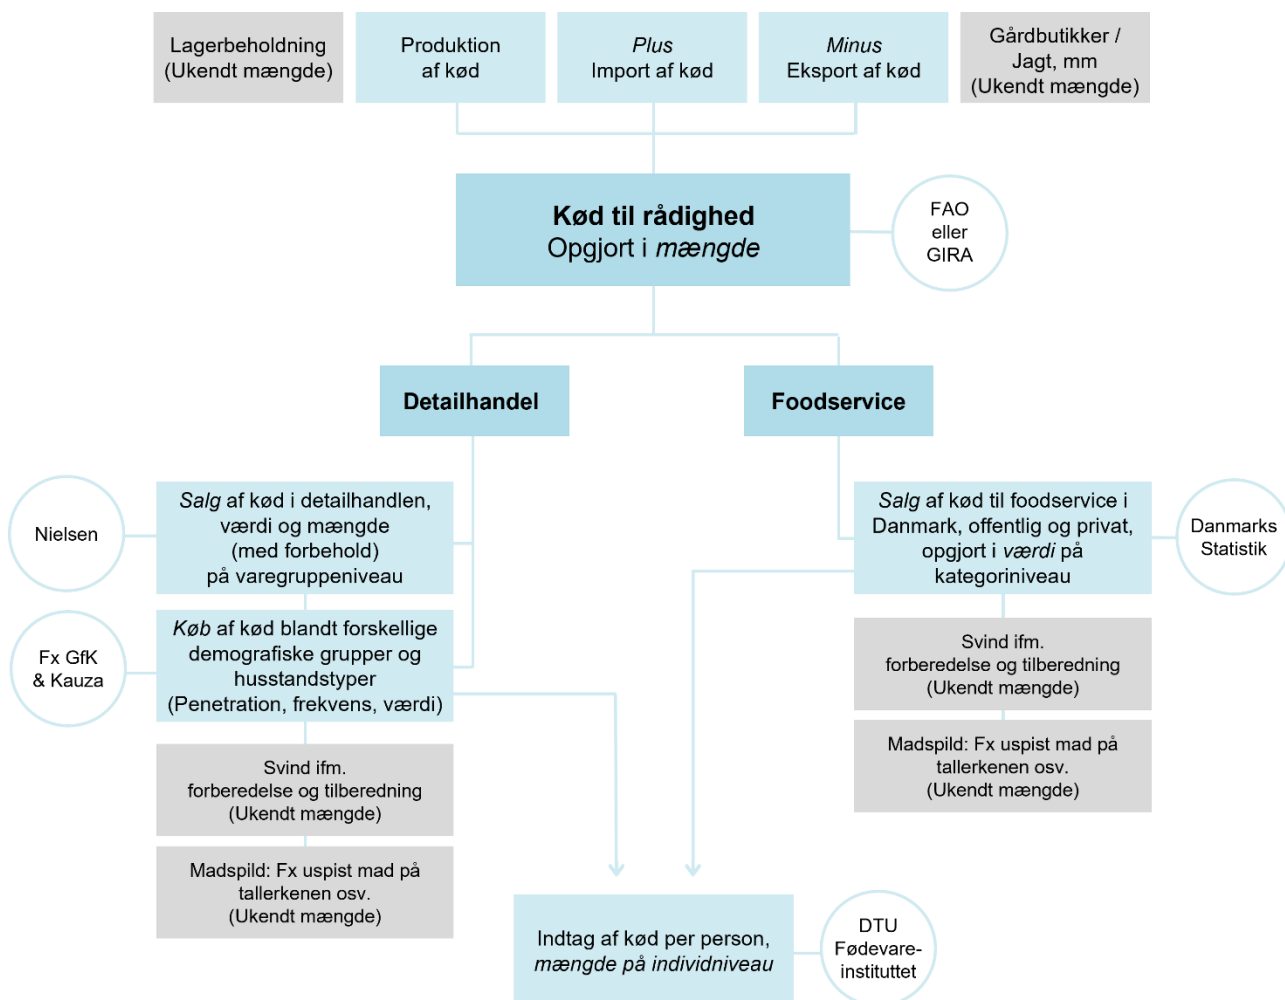 Lagerbeholdning
(Ukendt mængde)
Produktion
af kød
Plus
Import af kød
Minus
Eksport af kød
Gårdbutikker /
Jagt, mm
(Ukendt mængde)
Kød til rådighed
Opgjort i mængde
FAO
eller
GIRA
Detailhandel
Foodservice
Nielsen
Salg af kød i detailhandlen,
værdi og mængde
(med forbehold)
på varegruppeniveau
Salg af kød til foodservice i
Danmark, offentlig og privat,
opgjort i værdi på
kategoriniveau
Danmarks
Statistik
Fx GfK
& Kauza
Køb af kød blandt forskellige
demografiske grupper og
husstandstyper
(Penetration, frekvens, værdi)
Svind ifm.
forberedelse og tilberedning
(Ukendt mængde)
Madspild: Fx uspist mad på
tallerkenen osv.
(Ukendt mængde)
Svind ifm.
forberedelse og tilberedning
(Ukendt mængde)
Madspild: Fx uspist mad på
tallerkenen osv.
(Ukendt mængde)
Indtag af kød per person,
mængde på individniveau
DTU
Fødevare-
instituttet